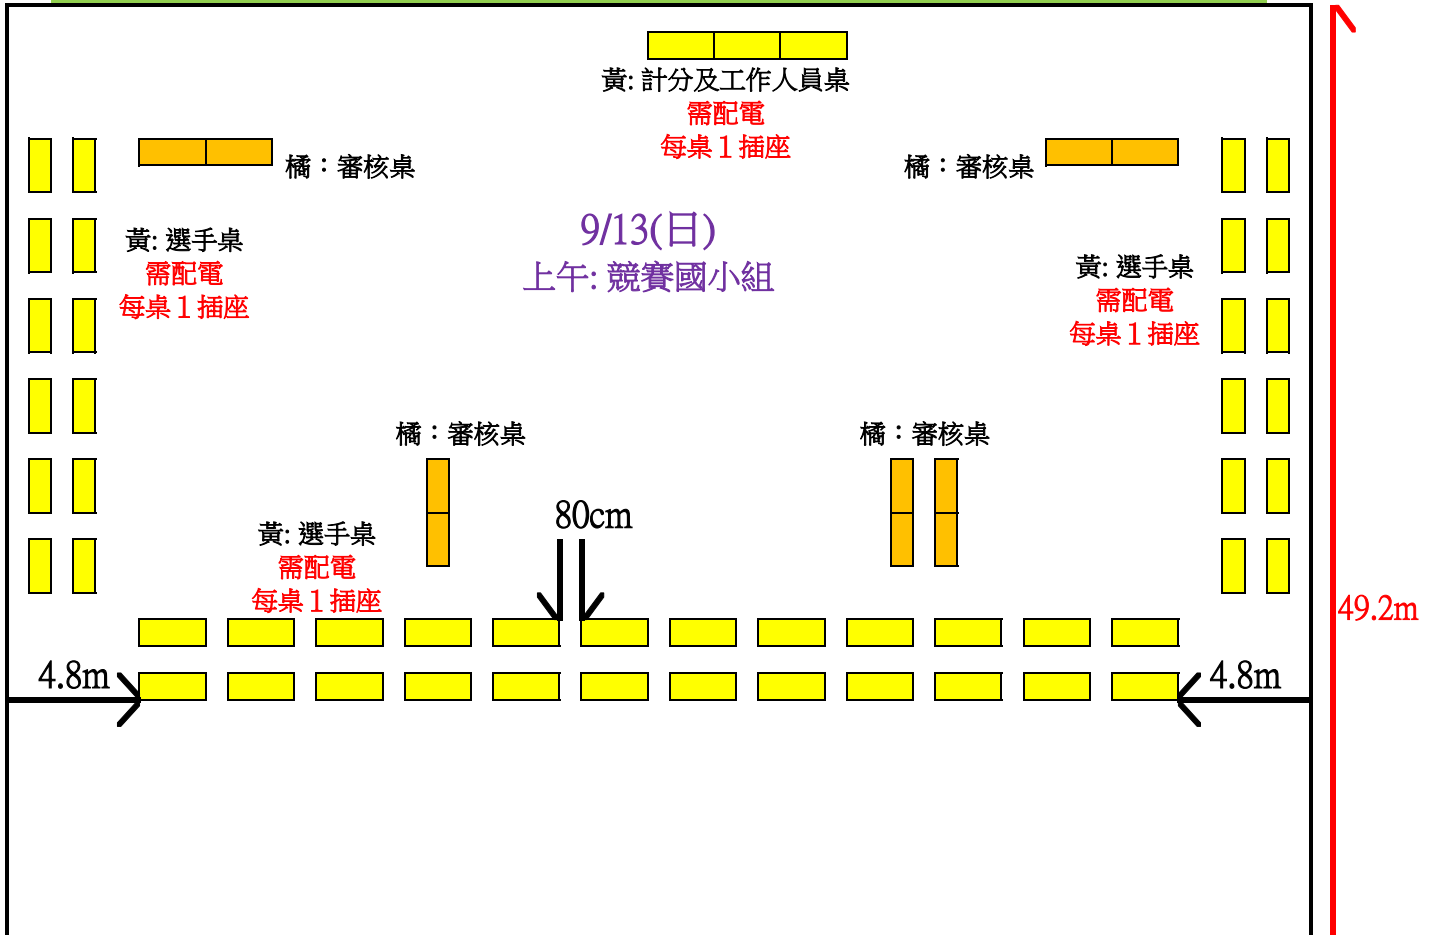 黃: 計分及工作人員桌
需配電
每桌１插座
橘：審核桌
橘：審核桌
9/13(日)
上午: 競賽國小組
黃: 選手桌
需配電
每桌１插座
黃: 選手桌
需配電
每桌１插座
橘：審核桌
橘：審核桌
80cm
黃: 選手桌
需配電
每桌１插座
49.2m
4.8m
4.8m